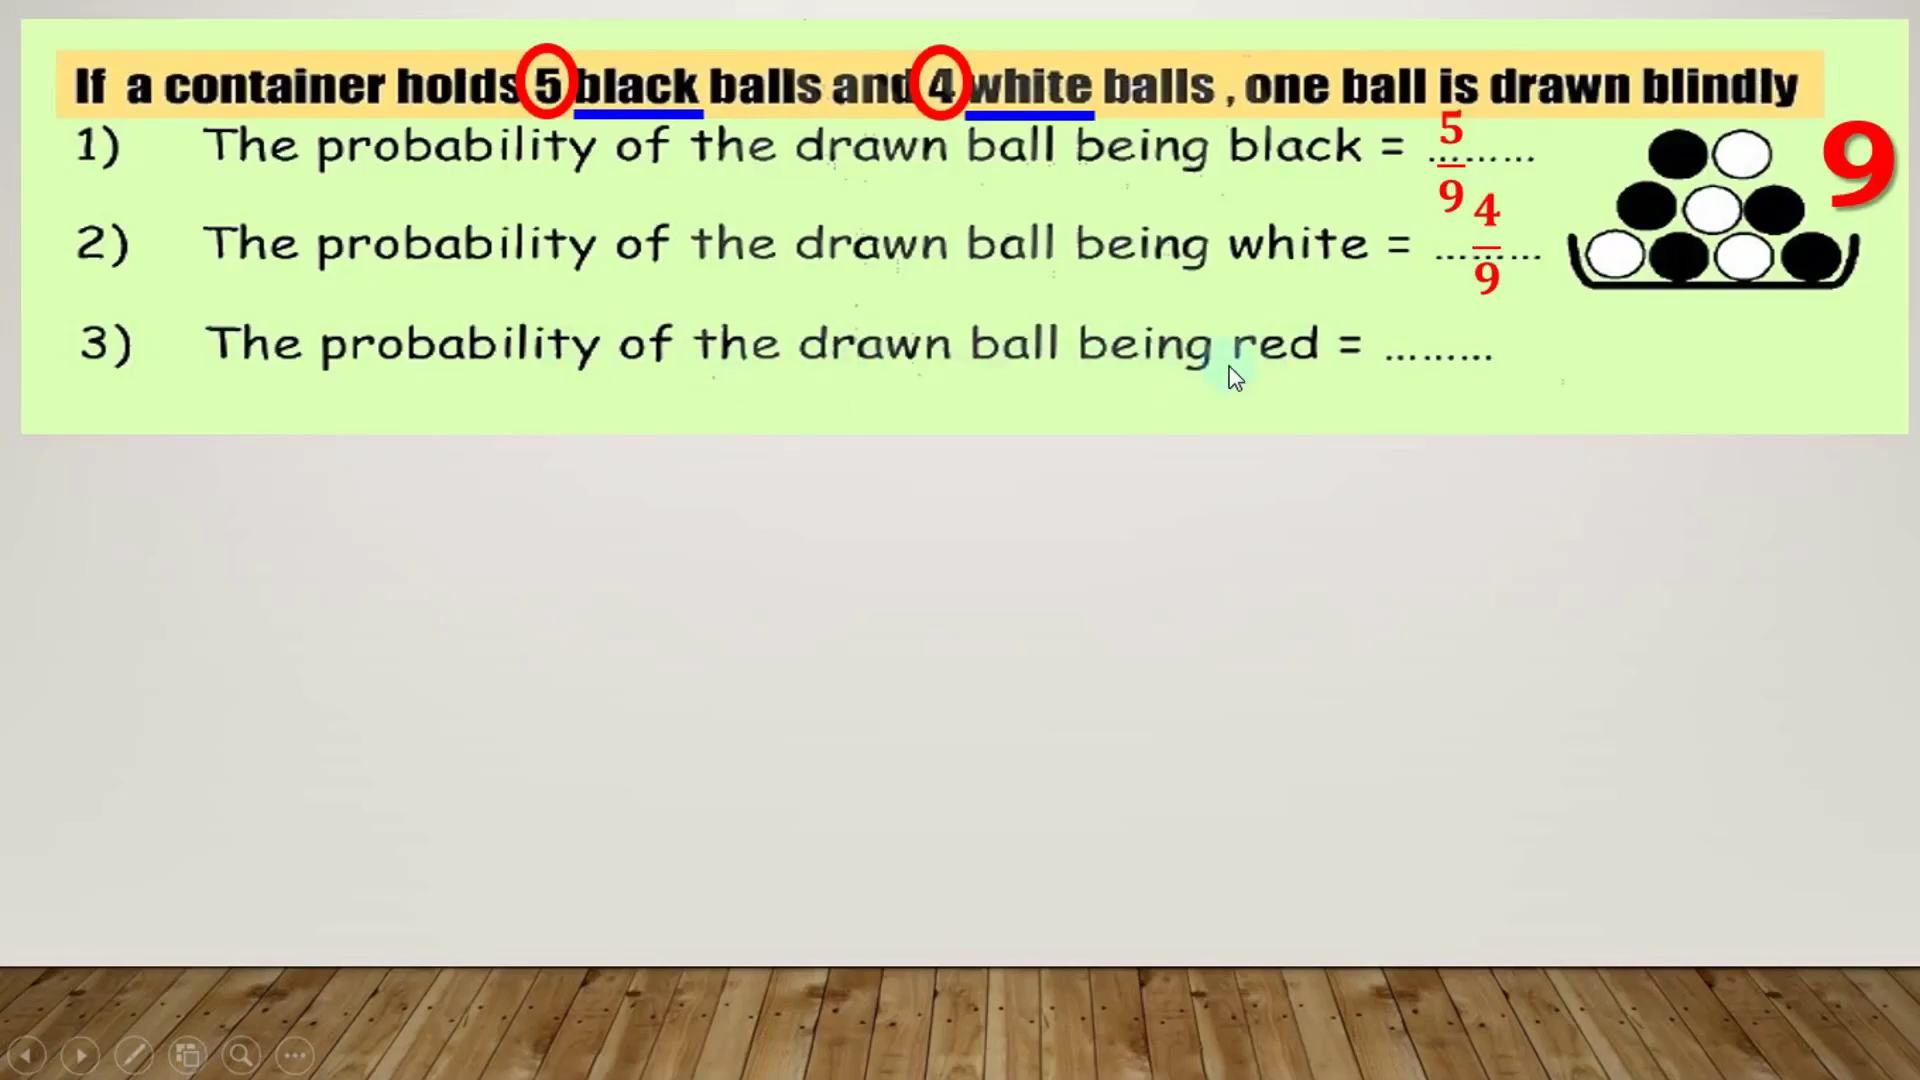 If a container holds 5 black balls and 4 white balls , one ball is drawn blindly
1) The probability of the drawn ball being black = ......... 5/9
9
2) The probability of the drawn ball being white = ......... 4/9
3) The probability of the drawn ball being red = .........